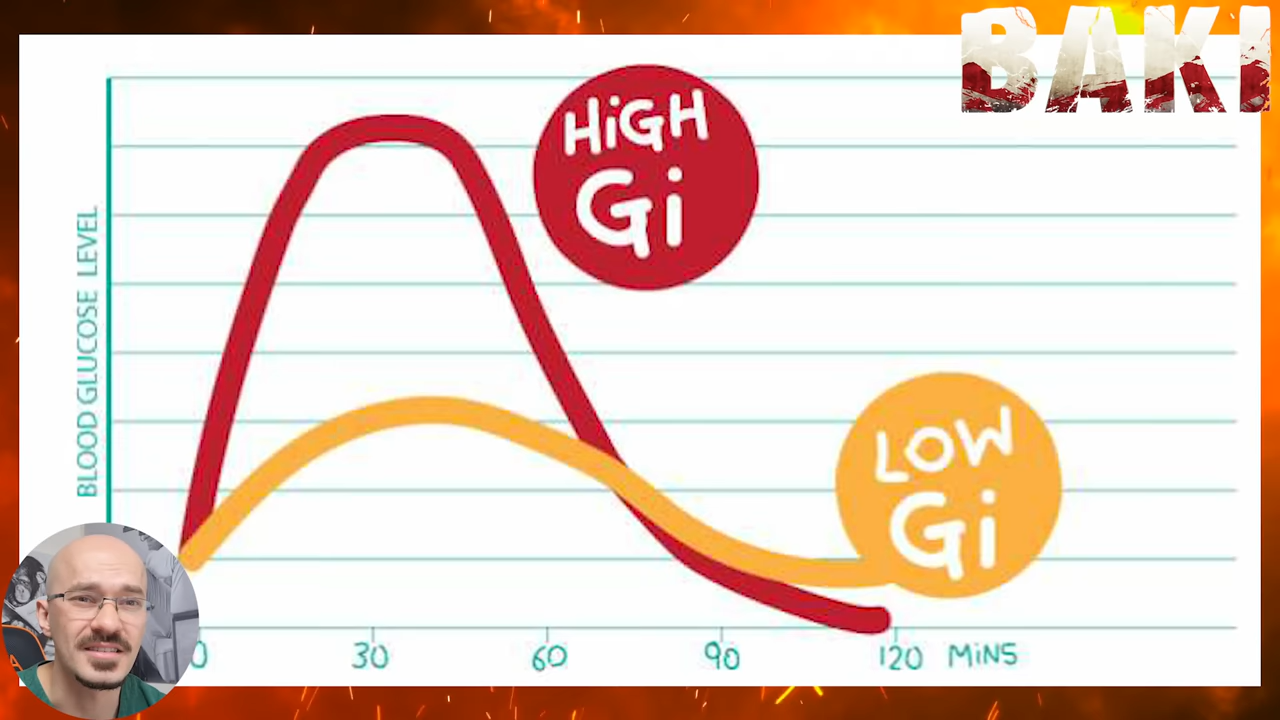 BAKI
HiGH
Gi
BLOOD GLUCOSE LEVEL
LOW
Gi
0 30 60 90 120 MiNS